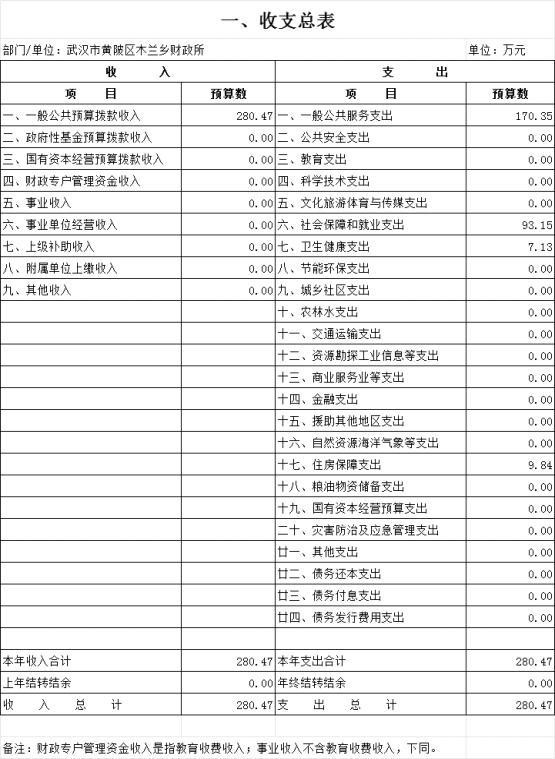 一、收支总表
部门/单位：武汉市黄陂区木兰乡财政所 单位：万元
收 入 支 出
项 目 预算数 项 目 预算数
一、一般公共预算拨款收入 280.47 一、一般公共服务支出 170.35
二、政府性基金预算拨款收入 0.00 二、公共安全支出 0.00
三、国有资本经营预算拨款收入 0.00 三、教育支出 0.00
四、财政专户管理资金收入 0.00 四、科学技术支出 0.00
五、事业收入 0.00 五、文化旅游体育与传媒支出 0.00
六、事业单位经营收入 0.00 六、社会保障和就业支出 93.15
七、上级补助收入 0.00 七、卫生健康支出 7.13
八、附属单位上缴收入 0.00 八、节能环保支出 0.00
九、其他收入 0.00 九、城乡社区支出 0.00
十、农林水支出 0.00
十一、交通运输支出 0.00
十二、资源勘探工业信息等支出 0.00
十三、商业服务业等支出 0.00
十四、金融支出 0.00
十五、援助其他地区支出 0.00
十六、自然资源海洋气象等支出 0.00
十七、住房保障支出 9.84
十八、粮油物资储备支出 0.00
十九、国有资本经营预算支出 0.00
二十、灾害防治及应急管理支出 0.00
廿一、其他支出 0.00
廿二、债务还本支出 0.00
廿三、债务付息支出 0.00
廿四、债务发行费用支出 0.00
本年收入合计 280.47 本年支出合计 280.47
上年结转结余 0.00 年终结转结余 0.00
收 入 总 计 280.47 支 出 总 计 280.47
备注：财政专户管理资金收入是指教育收费收入；事业收入不含教育收费收入，下同。